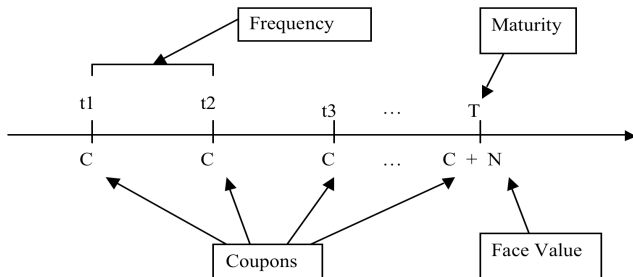 Frequency
Maturity
t1 t2 t3 … T
C C C … C + N
Coupons
Face Value